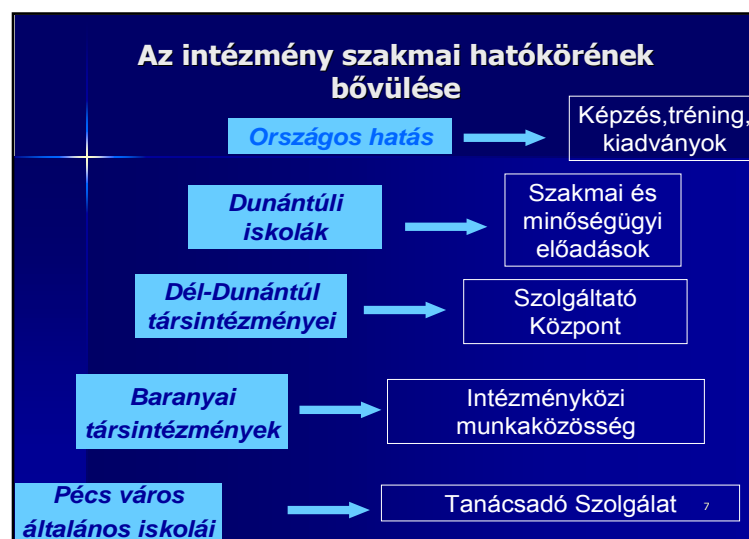 Az intézmény szakmai hatókörének
bővülése
Országos hatás
Képzés,tréning,
kiadványok
Dunántúli
iskolák
Szakmai és
minőségügyi
előadások
Dél-Dunántúl
társintézményei
Szolgáltató
Központ
Baranyai
társintézmények
Intézményközi
munkaközösség
Pécs város
általános iskolái
Tanácsadó Szolgálat
7